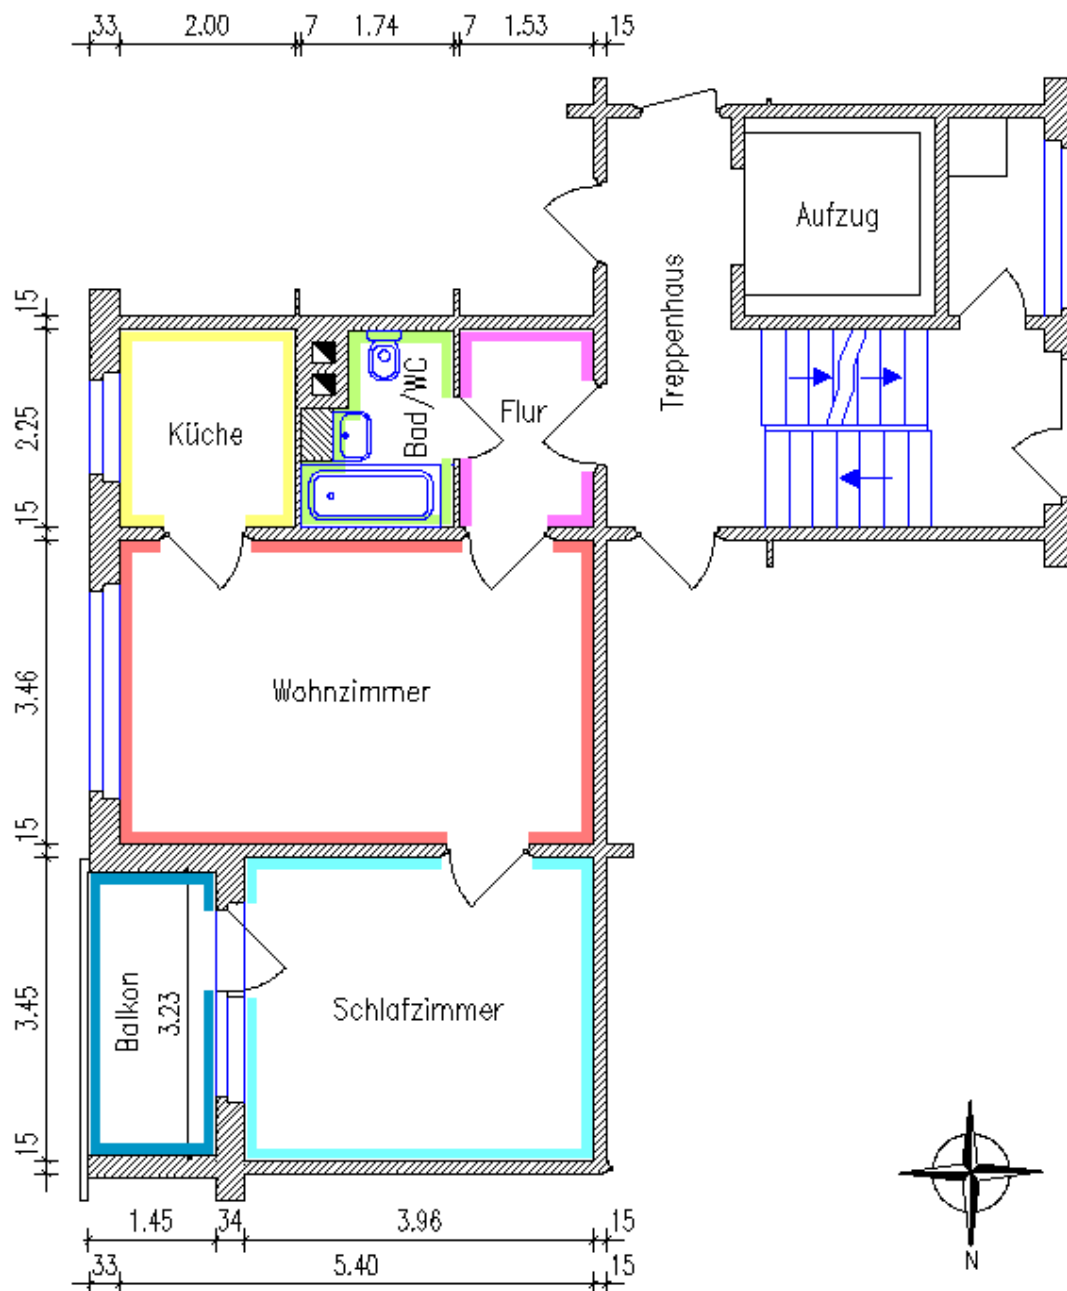 33 2.00 7 1.74 7 1.53 15
Aufzug
Treppenhaus
15
2.25
15
Küche
Bad/WC
Flur
3.46
Wohnzimmer
15
3.45
Balkon
3.23
Schlafzimmer
15
1.45 34 3.96 15
33 5.40 15
N